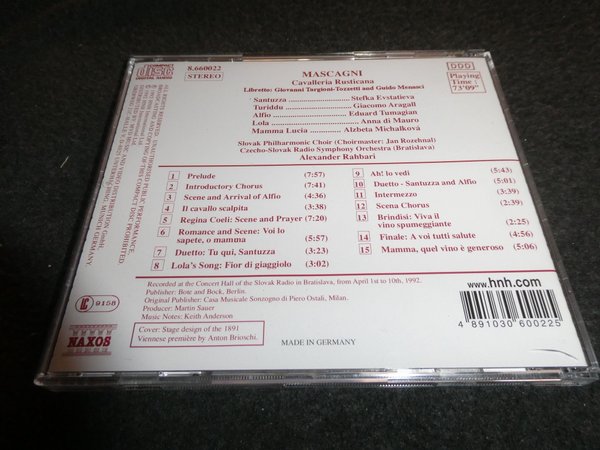 COMPACT
disc
DIGITAL AUDIO
8.660022
STEREO
DDD
Playing
Time :
73'09"
MASCAGNI
Cavalleria Rusticana
Libretto: Giovanni Targioni-Tozzetti and Guido Menasci
Santuzza ........................ Stefka Evstatieva
Turiddu ........................ Giacomo Aragall
Alfio ........................ Eduard Tumagian
Lola ........................ Anna di Mauro
Mamma Lucia ................ Alzbeta Michalková
Slovak Philharmonic Choir (Choirmaster: Jan Rozehnal)
Czecho-Slovak Radio Symphony Orchestra (Bratislava)
Alexander Rahbari
1 Prelude (7:57)
2 Introductory Chorus (7:41)
3 Scene and Arrival of Alfio (4:36)
4 Il cavallo scalpita (1:38)
5 Regina Coeli: Scene and Prayer (7:20)
6 Romance and Scene: Voi lo
sapete, o mamma (5:57)
7 Duetto: Tu qui, Santuzza (3:23)
8 Lola's Song: Fior di giaggiolo (3:02)
9 Ah! lo vedi (5:43)
10 Duetto - Santuzza and Alfio (5:01)
11 Intermezzo (3:39)
12 Scena Chorus (2:39)
13 Brindisi: Viva il
vino spumeggiante (2:25)
14 Finale: A voi tutti salute (4:56)
15 Mamma, quel vino è generoso (5:06)
Recorded at the Concert Hall of the Slovak Radio in Bratislava, from April 1st to 10th, 1992.
Publisher: Bote and Bock, Berlin.
Original Publisher: Casa Musicale Sonzogno di Piero Ostali, Milan.
Producer: Martin Sauer
Music Notes: Keith Anderson
Cover: Stage design of the 1891
Viennese première by Anton Brioschi.
MADE IN GERMANY
www.hnh.com
4 891030 600225
LC 9158
NAXOS